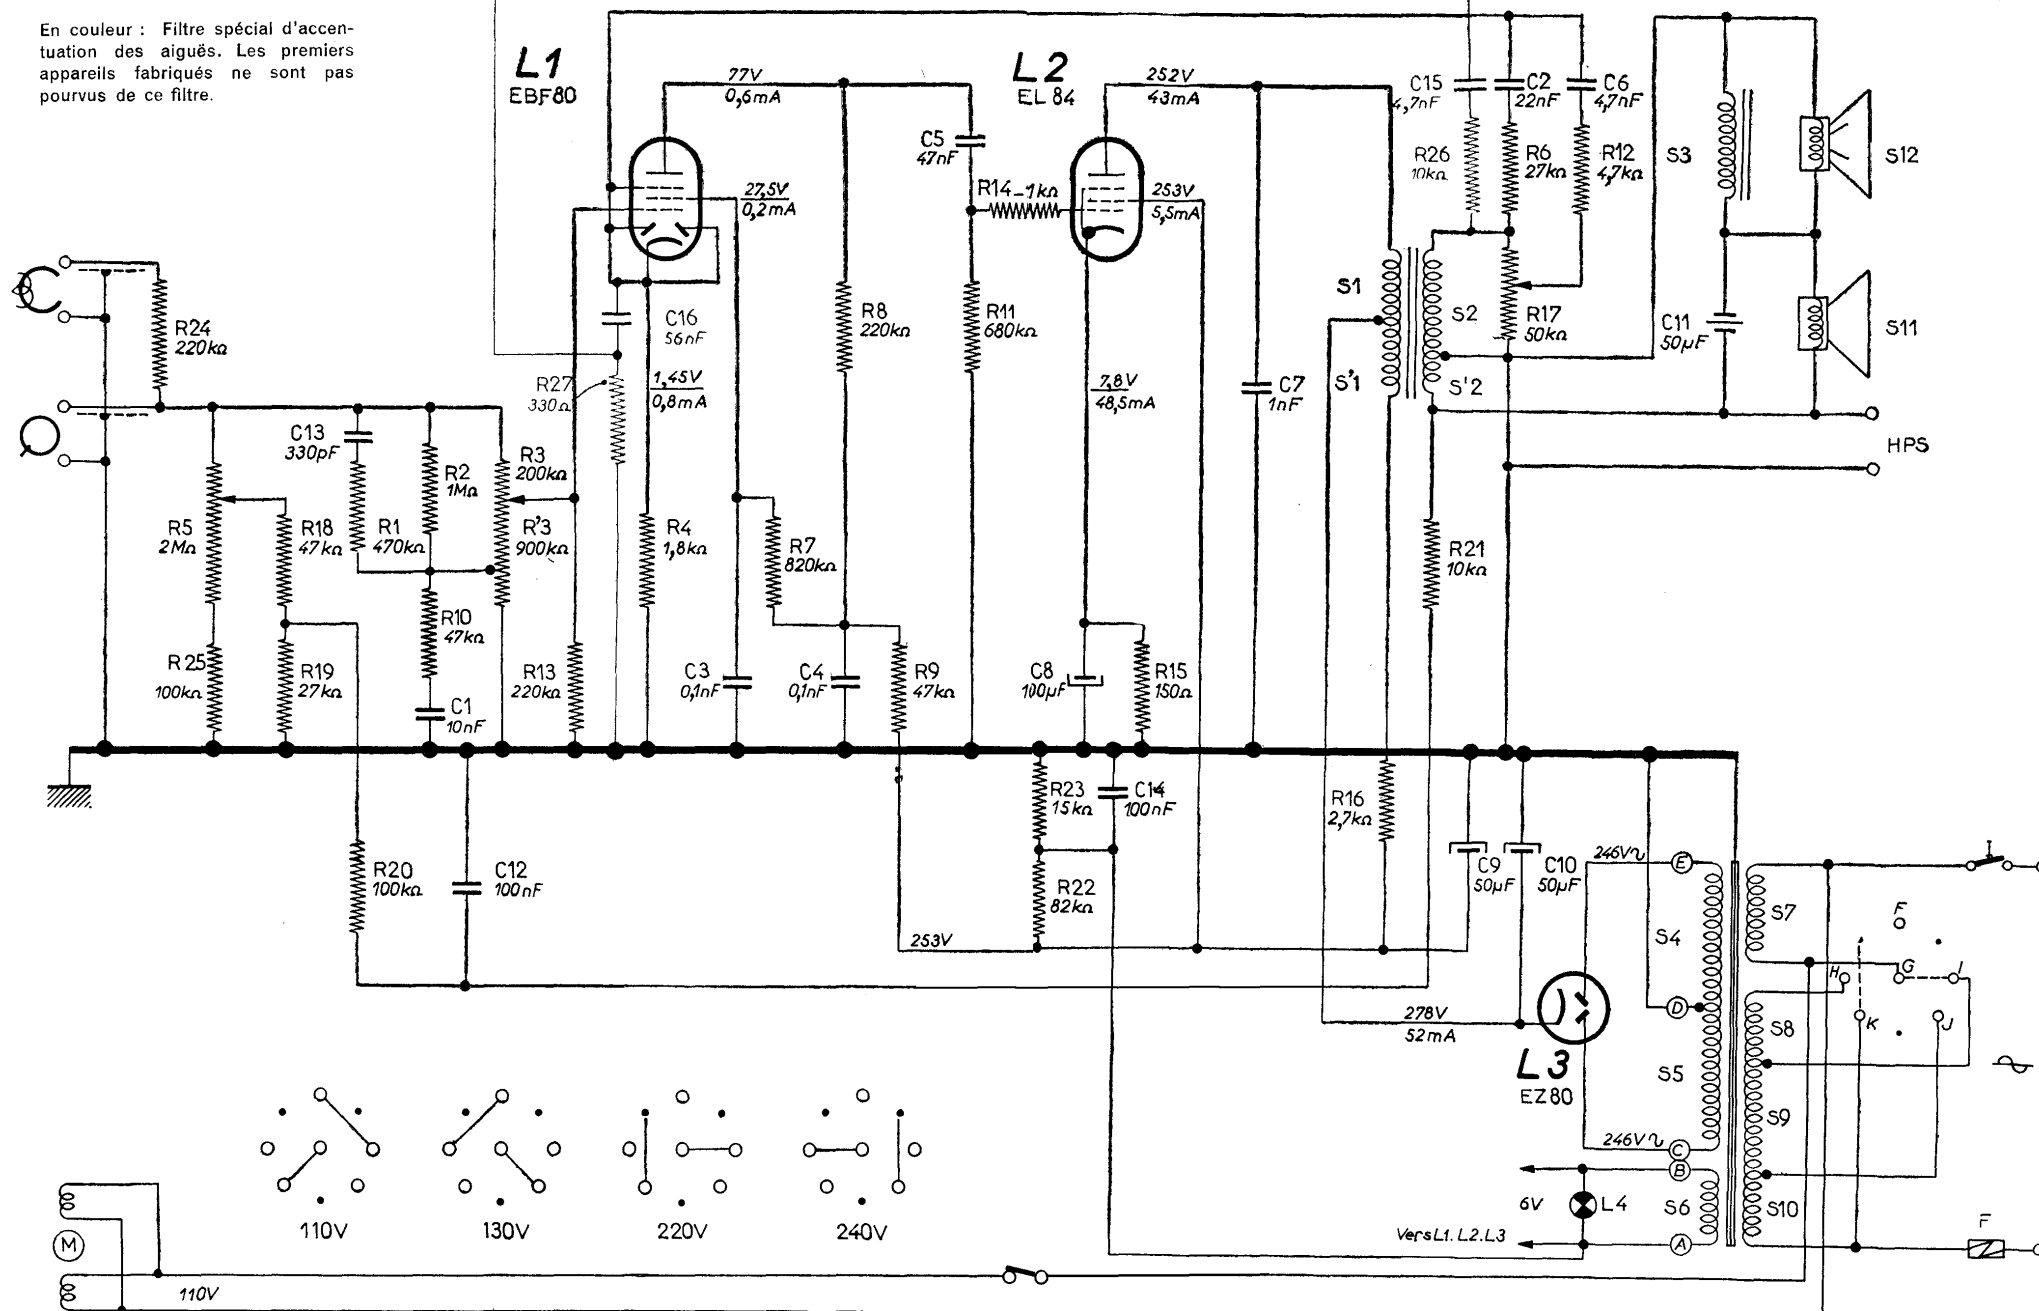 En couleur : Filtre spécial d'accen-
tuation des aiguës. Les premiers
appareils fabriqués ne sont pas
pourvus de ce filtre.
L1
EBF80
77V
0,6mA
L2
EL 84
252V
43mA
C15
4,7nF
C2
22nF
C6
4,7nF
C5
47nF
R26
10kΩ
R6
27kΩ
R12
4,7kΩ
S3
S12
27,5V
0,2mA
R14-1kΩ
253V
5,5mA
R24
220kΩ
C16
56nF
R8
220kΩ
R11
680kΩ
S1
S2
R17
50kΩ
C11
50µF
S11
R27
330Ω
1,45V
0,8mA
7,8V
48,5mA
C7
1nF
S'1
S'2
C13
330pF
R2
1MΩ
R3
200kΩ
HPS
R5
2MΩ
R18
47kΩ
R1
470kΩ
R'3
900kΩ
R4
1,8kΩ
R7
820kΩ
R21
10kΩ
R10
47kΩ
R25
100kΩ
R19
27kΩ
C1
10nF
R13
220kΩ
C3
0,1nF
C4
0,1nF
R9
47kΩ
C8
100µF
R15
150Ω
R23
15kΩ
C14
100nF
R16
2,7kΩ
R20
100kΩ
C12
100nF
R22
82kΩ
C9
50µF
C10
50µF
246V~
E
S7
F
S4
253V
H
G
I
278V
52mA
D
S8
K
J
L3
EZ80
S5
S9
246V~
C
B
6V
L4
S6
S10
Vers L1. L2. L3
A
F
I
110V
130V
220V
240V
M
110V